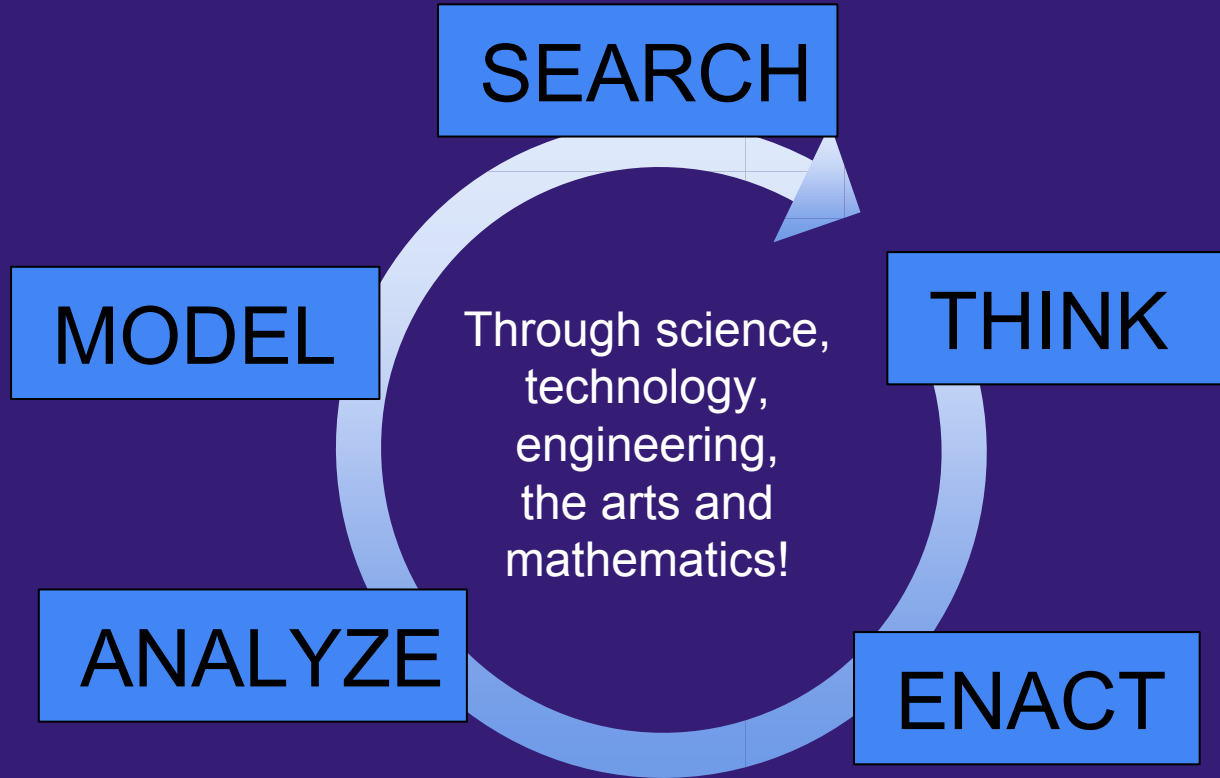 SEARCH
THINK
ENACT
ANALYZE
MODEL
Through science,
technology,
engineering,
the arts and
mathematics!